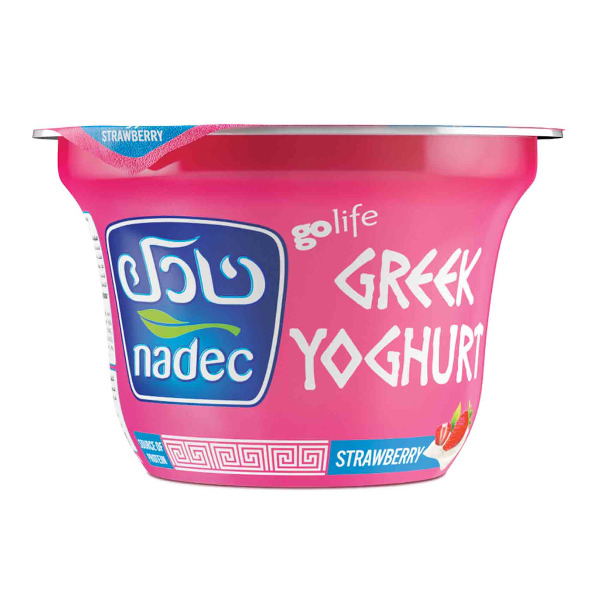 STRAWBERRY
golife
GREEK
YOGHURT
نادك
nadec
SOURCE OF
PROTEIN
STRAWBERRY